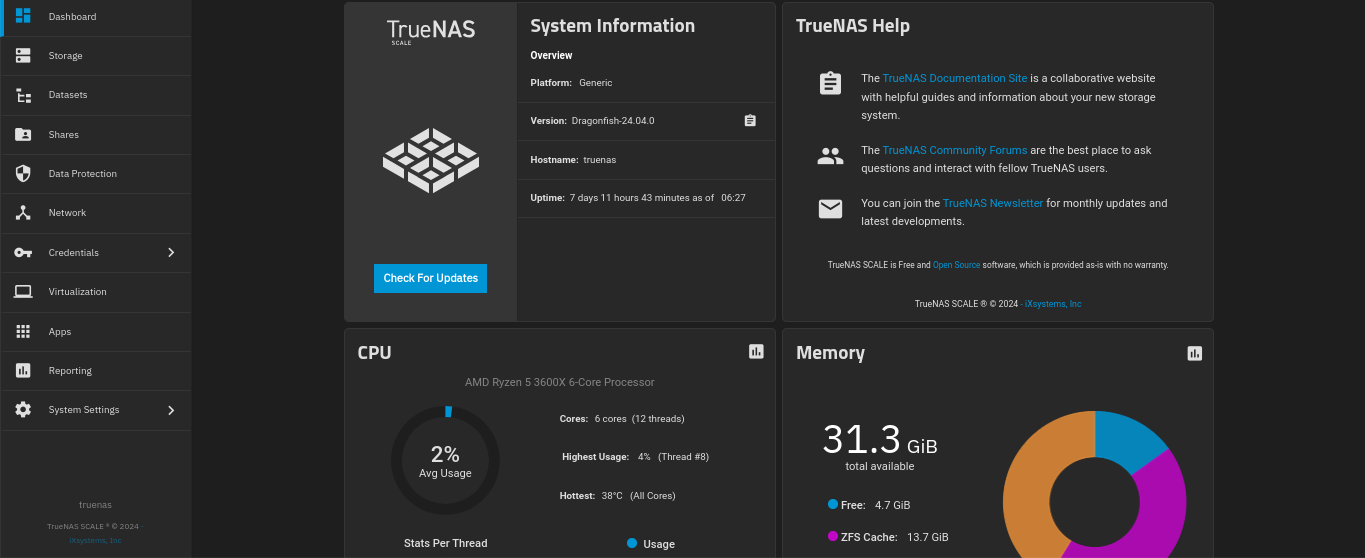 Dashboard
Storage
Datasets
Shares
Data Protection
Network
Credentials
Virtualization
Apps
Reporting
System Settings
truenas
TrueNAS SCALE ® © 2024 -
iXsystems, Inc
TrueNAS
SCALE
Check For Updates
System Information
Overview
Platform: Generic
Version: Dragonfish-24.04.0
Hostname: truenas
Uptime: 7 days 11 hours 43 minutes as of 06:27
TrueNAS Help
The TrueNAS Documentation Site is a collaborative website
with helpful guides and information about your new storage
system.
The TrueNAS Community Forums are the best place to ask
questions and interact with fellow TrueNAS users.
You can join the TrueNAS Newsletter for monthly updates and
latest developments.
TrueNAS SCALE is Free and Open Source software, which is provided as-is with no warranty.
TrueNAS SCALE ® © 2024 - iXsystems, Inc
CPU
AMD Ryzen 5 3600X 6-Core Processor
2%
Avg Usage
Cores: 6 cores (12 threads)
Highest Usage: 4% (Thread #8)
Hottest: 38°C (All Cores)
Stats Per Thread
Usage
Memory
31.3 GiB
total available
Free: 4.7 GiB
ZFS Cache: 13.7 GiB